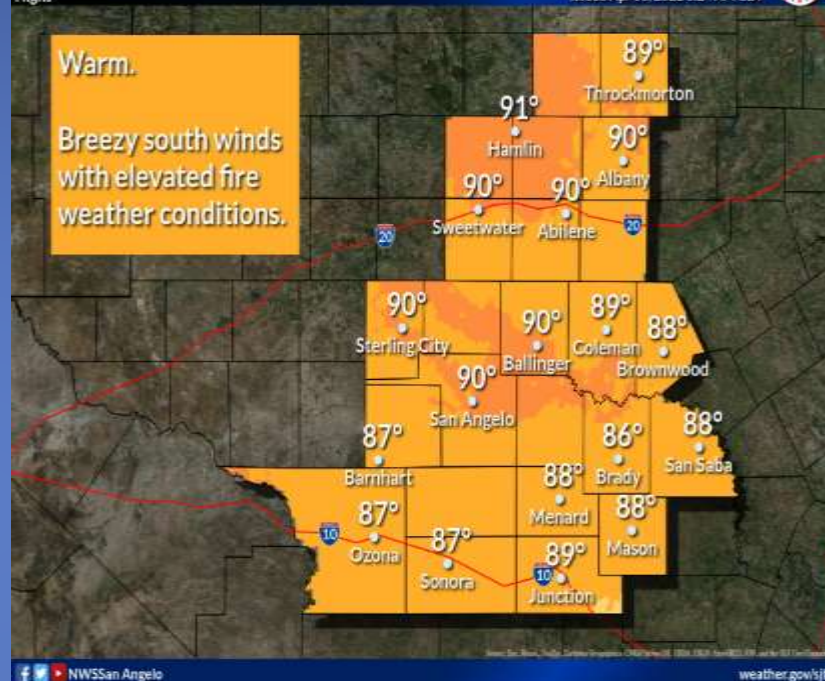 Warm.
Breezy south winds
with elevated fire
weather conditions.
89°
Throckmorton
91°
Hamlin
90°
Albany
90°
Sweetwater
90°
Abilene
20
20
90°
Sterling City
90°
Ballinger
89°
Coleman
88°
Brownwood
90°
San Angelo
87°
Barnhart
86°
Brady
88°
San Saba
88°
Menard
88°
Mason
10
87°
Ozona
87°
Sonora
89°
10
Junction
NWSSan Angelo
weather.gov/sjt